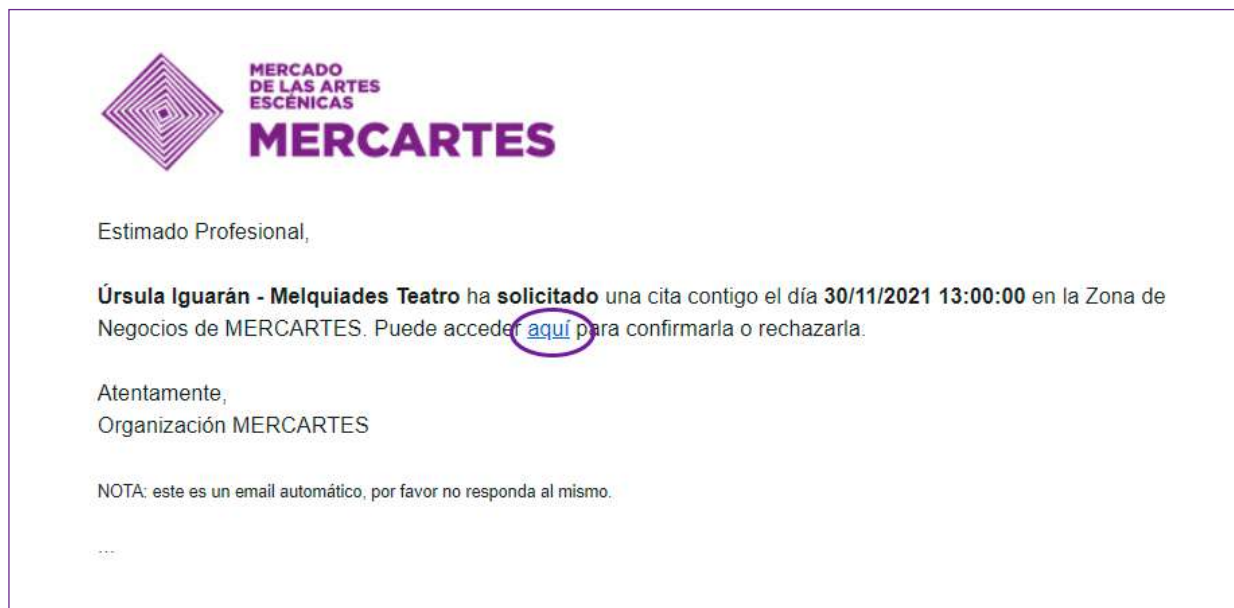 MERCADO
DE LAS ARTES
ESCÉNICAS
MERCARTES
Estimado Profesional,
Úrsula Iguarán - Melquiades Teatro ha solicitado una cita contigo el día 30/11/2021 13:00:00 en la Zona de
Negocios de MERCARTES. Puede acceder aquí para confirmarla o rechazarla.
Atentamente,
Organización MERCARTES
NOTA: este es un email automático, por favor no responda al mismo.
...